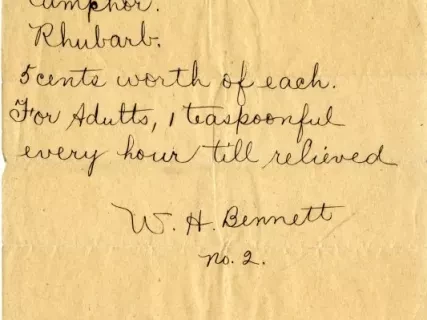 Camphor.
Rhubarb.
5 cents worth of each.
For Adults, 1 teaspoonful
every hour till relieved
W. H. Bennett
No. 2.